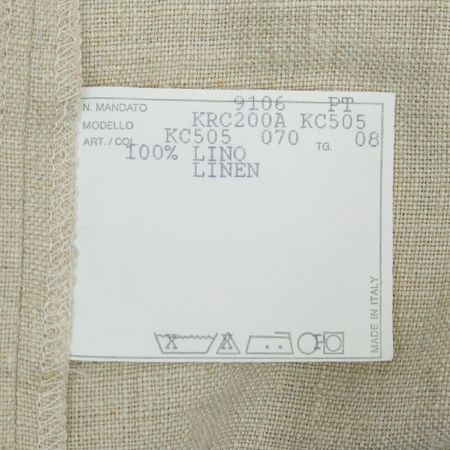 N. MANDATO 9106 PT
MODELLO KRC200A KC505
ART. / COL. KC505 070 TG. 08
100% LINO
LINEN
MADE IN ITALY
X A P